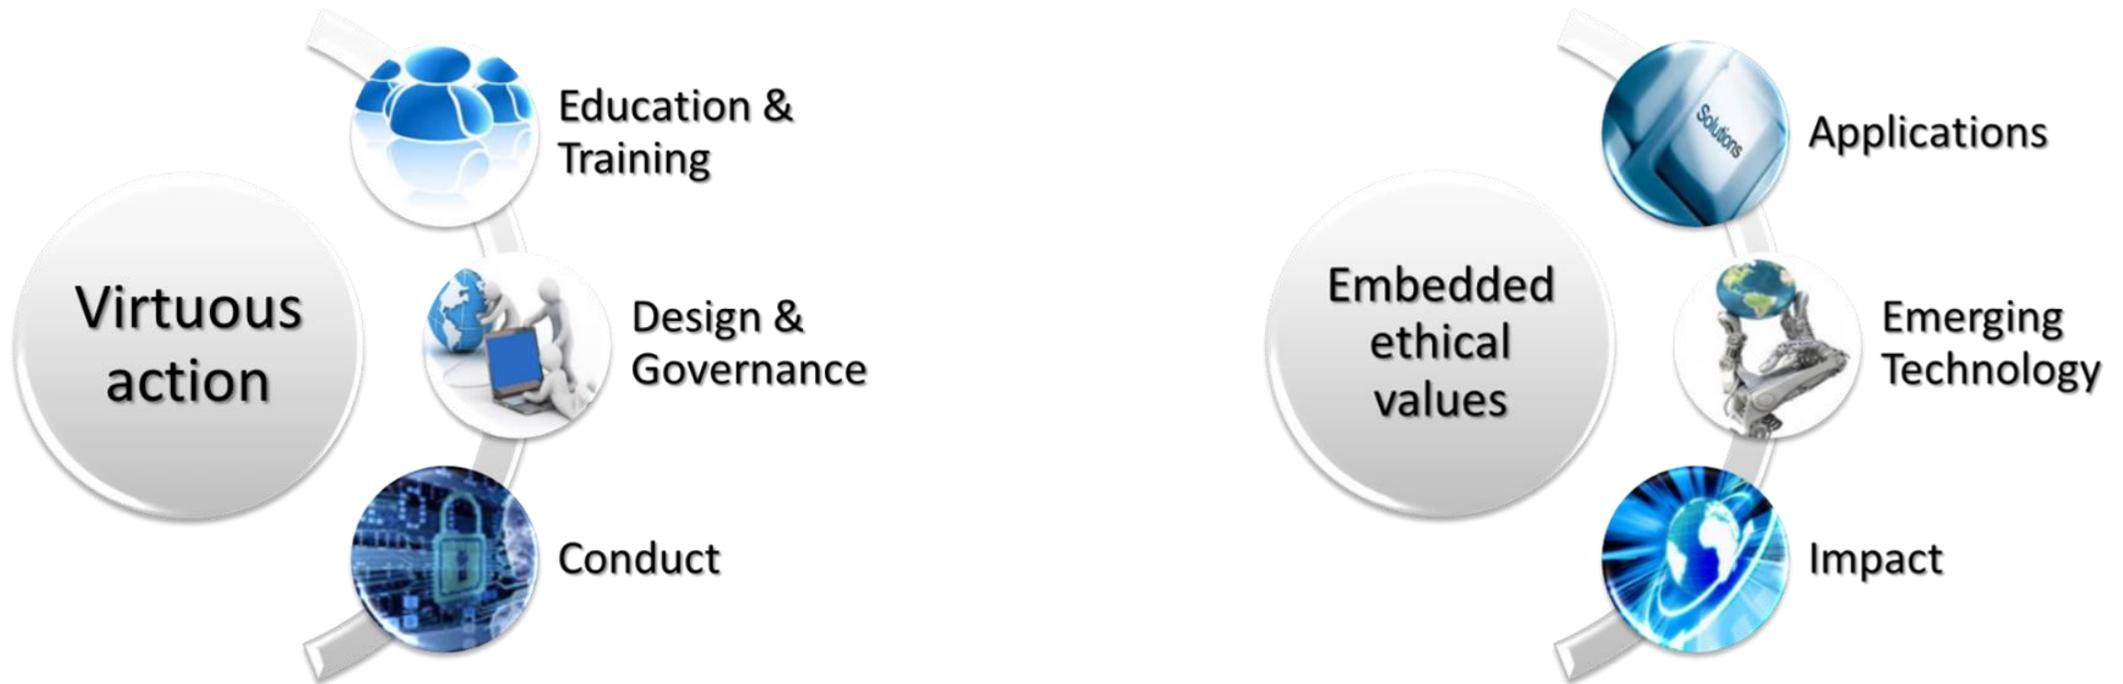 Virtuous
action
Education &
Training
Design &
Governance
Conduct
Embedded
ethical
values
Solutions
Applications
Emerging
Technology
Impact